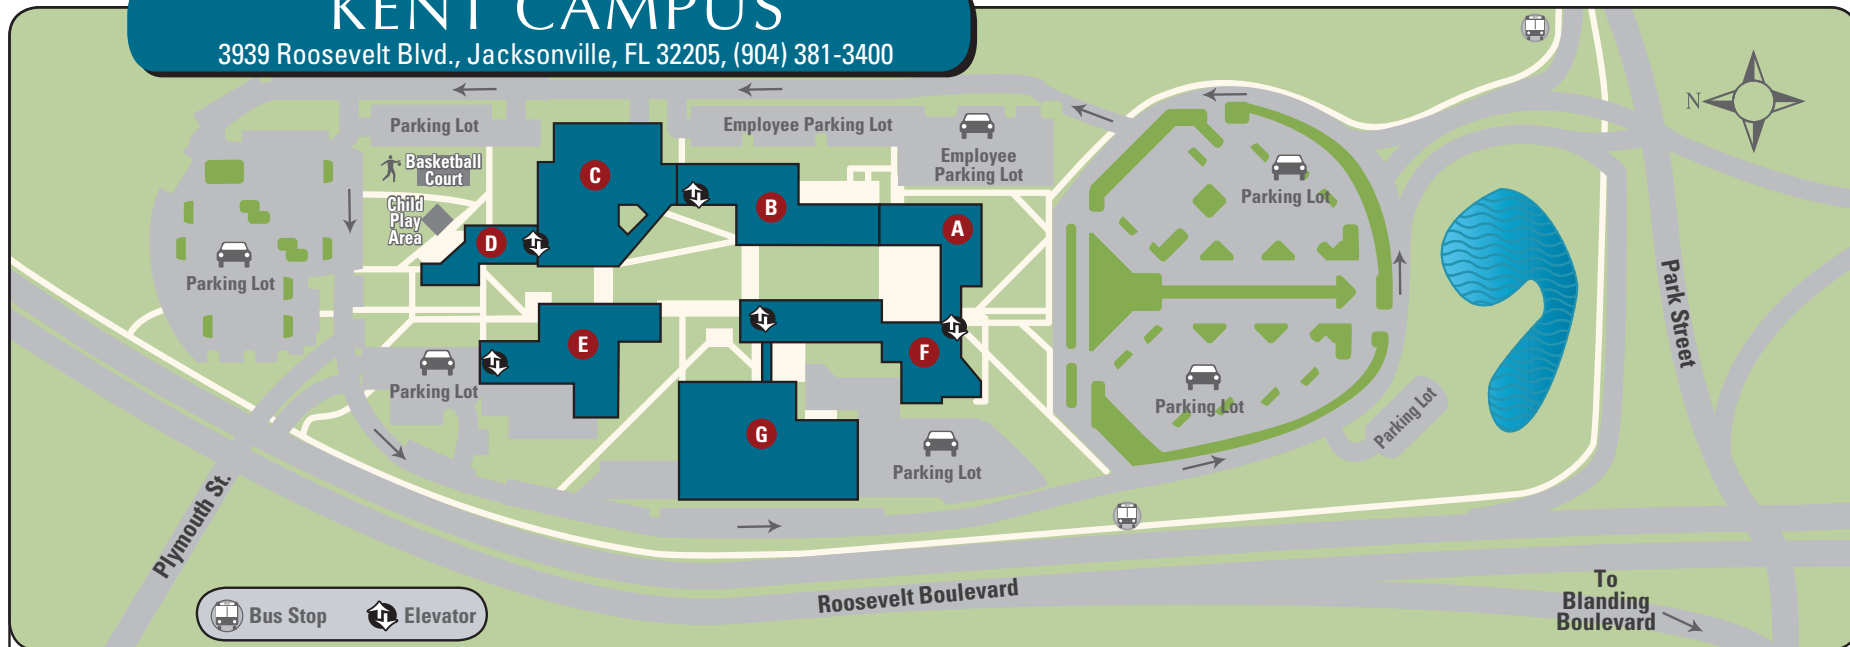 KENT CAMPUS
3939 Roosevelt Blvd., Jacksonville, FL 32205, (904) 381-3400
N
Parking Lot
Employee Parking Lot
Employee
Parking Lot
Basketball
Court
Child
Play
Area
C
B
A
D
E
F
G
Parking Lot
Parking Lot
Parking Lot
Parking Lot
Parking Lot
Parking Lot
Park Street
Plymouth St.
Roosevelt Boulevard
To
Blanding
Boulevard
Bus Stop
Elevator